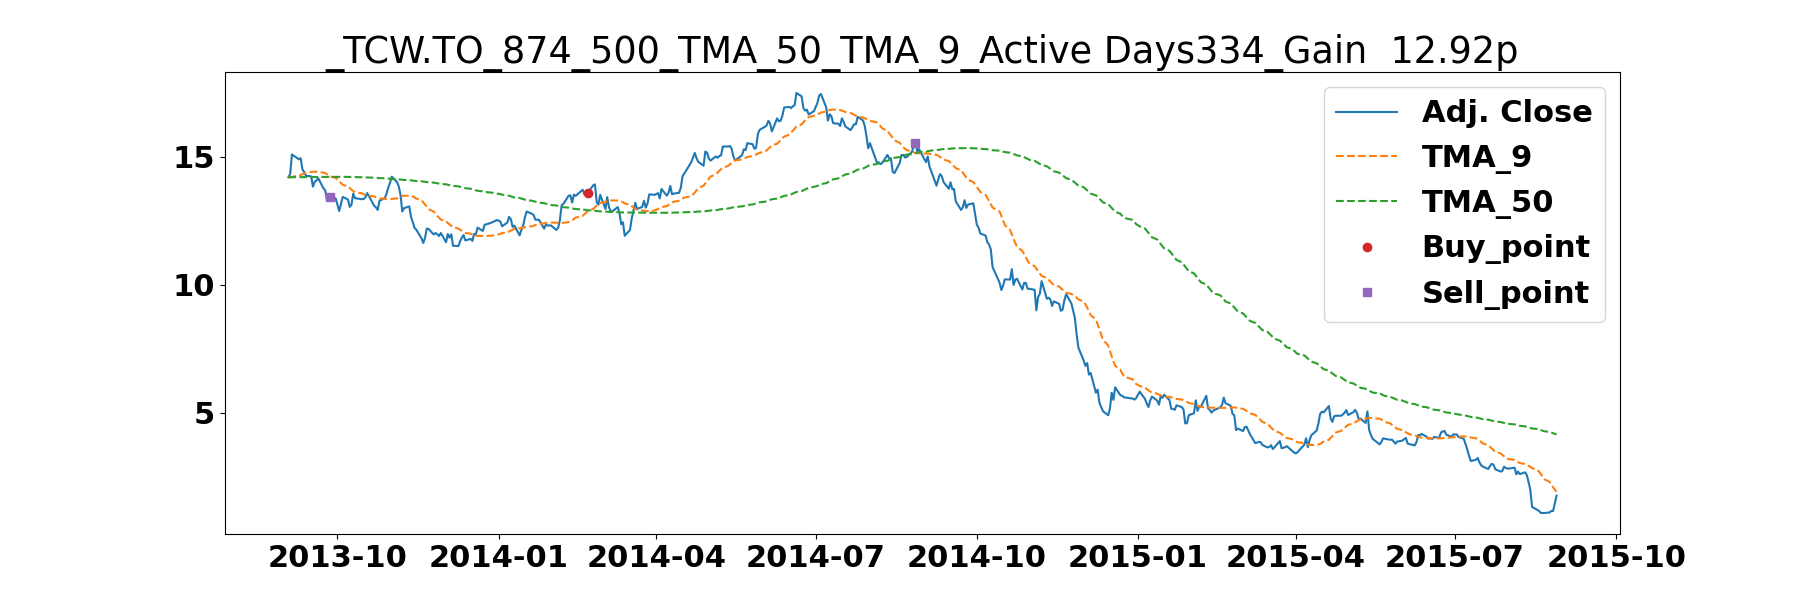 _TCW.TO_874_500_TMA_50_TMA_9_Active Days334_Gain  12.92p
Adj. Close
TMA_9
TMA_50
Buy_point
Sell_point
15
10
5
2013-10 2014-01 2014-04 2014-07 2014-10 2015-01 2015-04 2015-07 2015-10